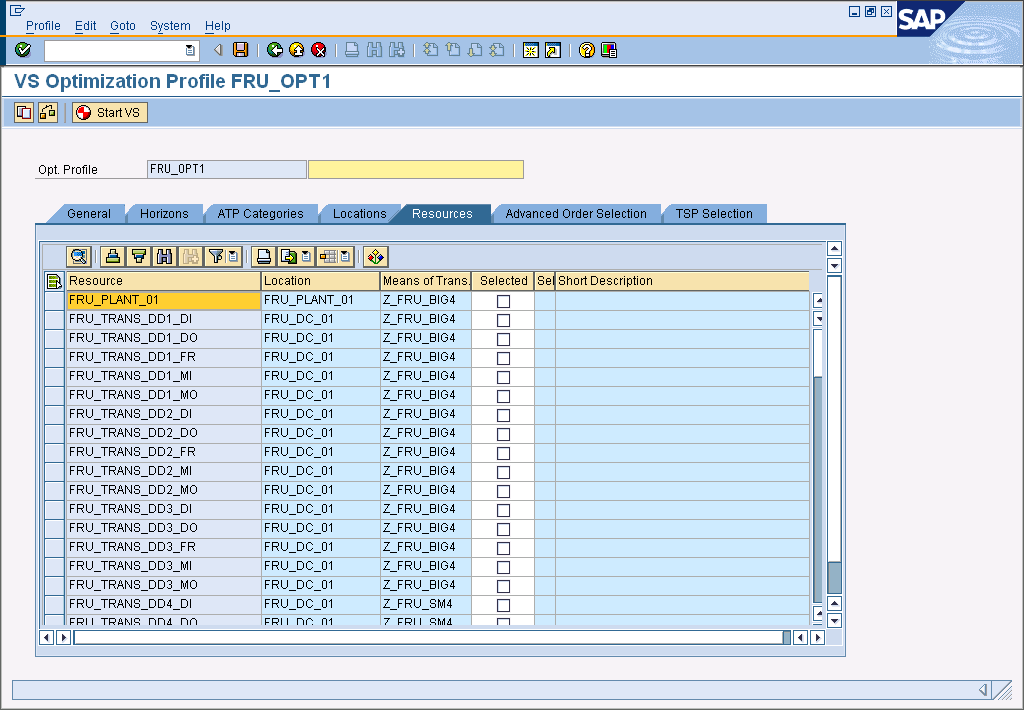 Profile Edit Goto System Help
SAP
VS Optimization Profile FRU_OPT1
Start VS
Opt. Profile FRU_OPT1
General Horizons ATP Categories Locations Resources Advanced Order Selection TSP Selection
Resource Location Means of Trans. Selected Sel Short Description
FRU_PLANT_01 FRU_PLANT_01 Z_FRU_BIG4
FRU_TRANS_DD1_DI FRU_DC_01 Z_FRU_BIG4
FRU_TRANS_DD1_DO FRU_DC_01 Z_FRU_BIG4
FRU_TRANS_DD1_FR FRU_DC_01 Z_FRU_BIG4
FRU_TRANS_DD1_MI FRU_DC_01 Z_FRU_BIG4
FRU_TRANS_DD1_MO FRU_DC_01 Z_FRU_BIG4
FRU_TRANS_DD2_DI FRU_DC_01 Z_FRU_BIG4
FRU_TRANS_DD2_DO FRU_DC_01 Z_FRU_BIG4
FRU_TRANS_DD2_FR FRU_DC_01 Z_FRU_BIG4
FRU_TRANS_DD2_MI FRU_DC_01 Z_FRU_BIG4
FRU_TRANS_DD2_MO FRU_DC_01 Z_FRU_BIG4
FRU_TRANS_DD3_DI FRU_DC_01 Z_FRU_BIG4
FRU_TRANS_DD3_DO FRU_DC_01 Z_FRU_BIG4
FRU_TRANS_DD3_FR FRU_DC_01 Z_FRU_BIG4
FRU_TRANS_DD3_MI FRU_DC_01 Z_FRU_BIG4
FRU_TRANS_DD3_MO FRU_DC_01 Z_FRU_BIG4
FRU_TRANS_DD4_DI FRU_DC_01 Z_FRU_SM4
FRU_TRANS_DD4_DO FRU_DC_01 Z_FRU_SM4